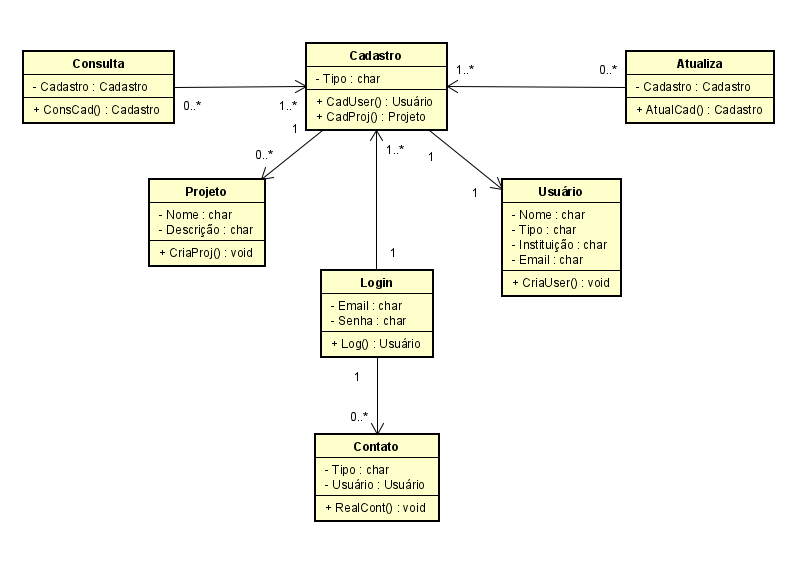 Consulta
- Cadastro : Cadastro
+ ConsCad() : Cadastro
Cadastro
- Tipo : char
+ CadUser() : Usuário
+ CadProj() : Projeto
Atualiza
- Cadastro : Cadastro
+ AtualCad() : Cadastro
0..*
1..*
1..*
0..*
1
0..*
1..*
1
1
Projeto
- Nome : char
- Descrição : char
+ CriaProj() : void
Usuário
- Nome : char
- Tipo : char
- Instituição : char
- Email : char
+ CriaUser() : void
1
Login
- Email : char
- Senha : char
+ Log() : Usuário
1
0..*
Contato
- Tipo : char
- Usuário : Usuário
+ RealCont() : void